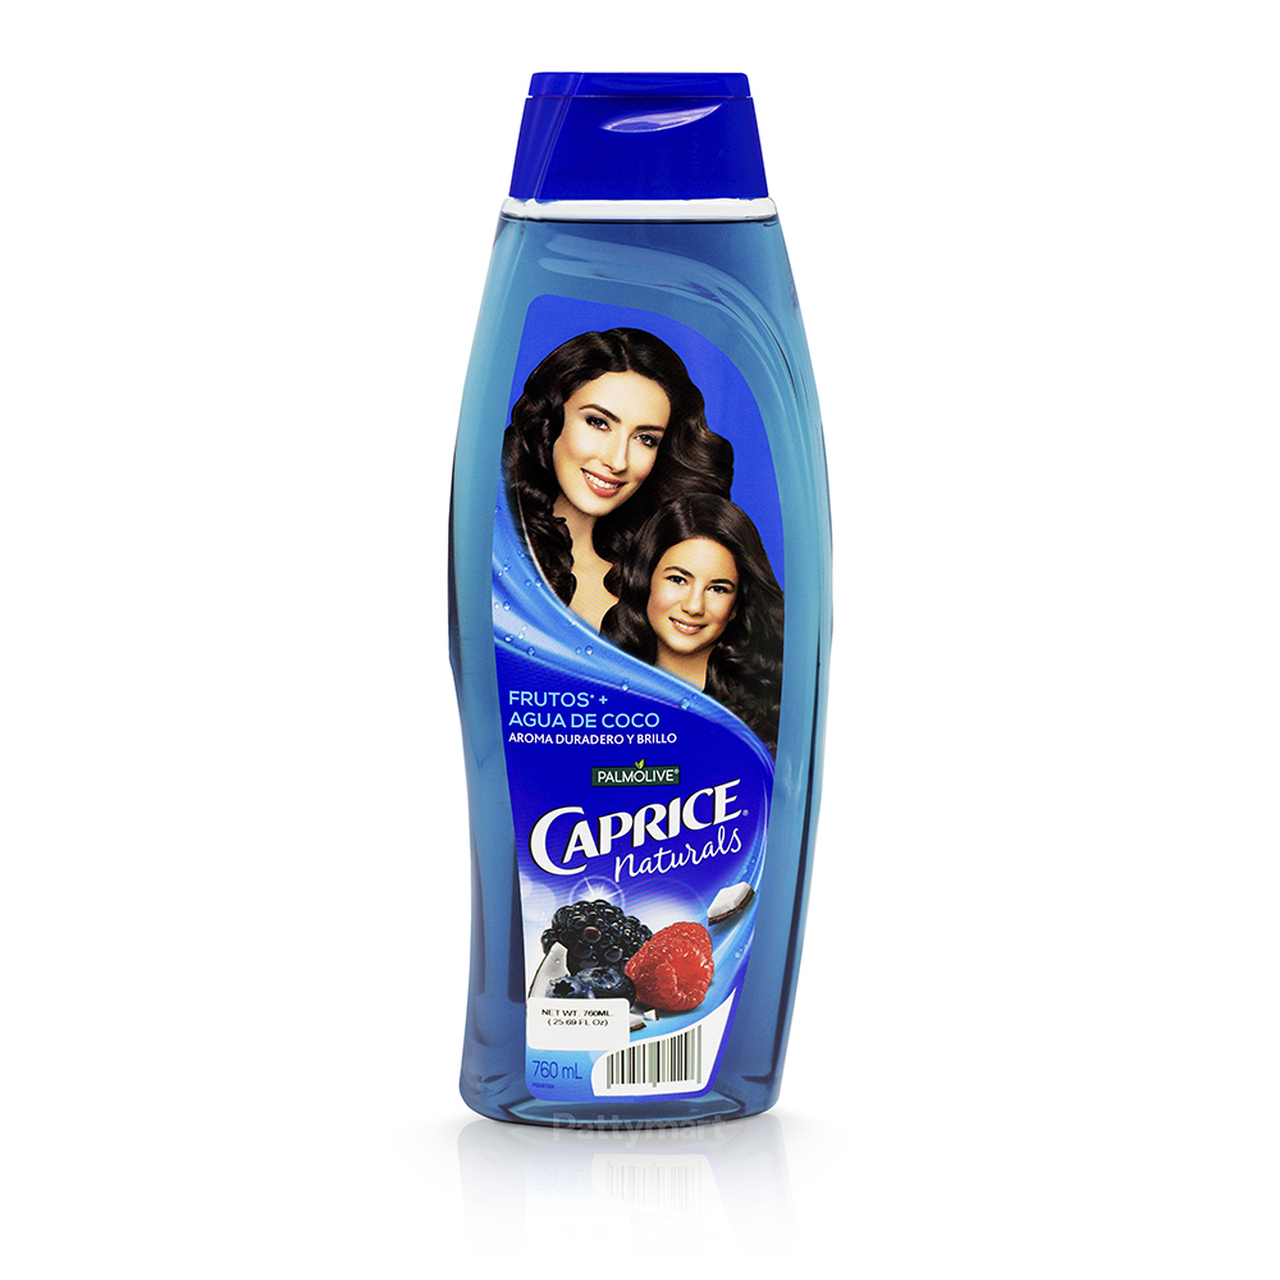 FRUTOS* +
AGUA DE COCO
AROMA DURADERO Y BRILLO
PALMOLIVE®
CAPRICE®
naturals
NET WT. 760ML.
( 25.69 FL Oz)
760 mL
Pattymart